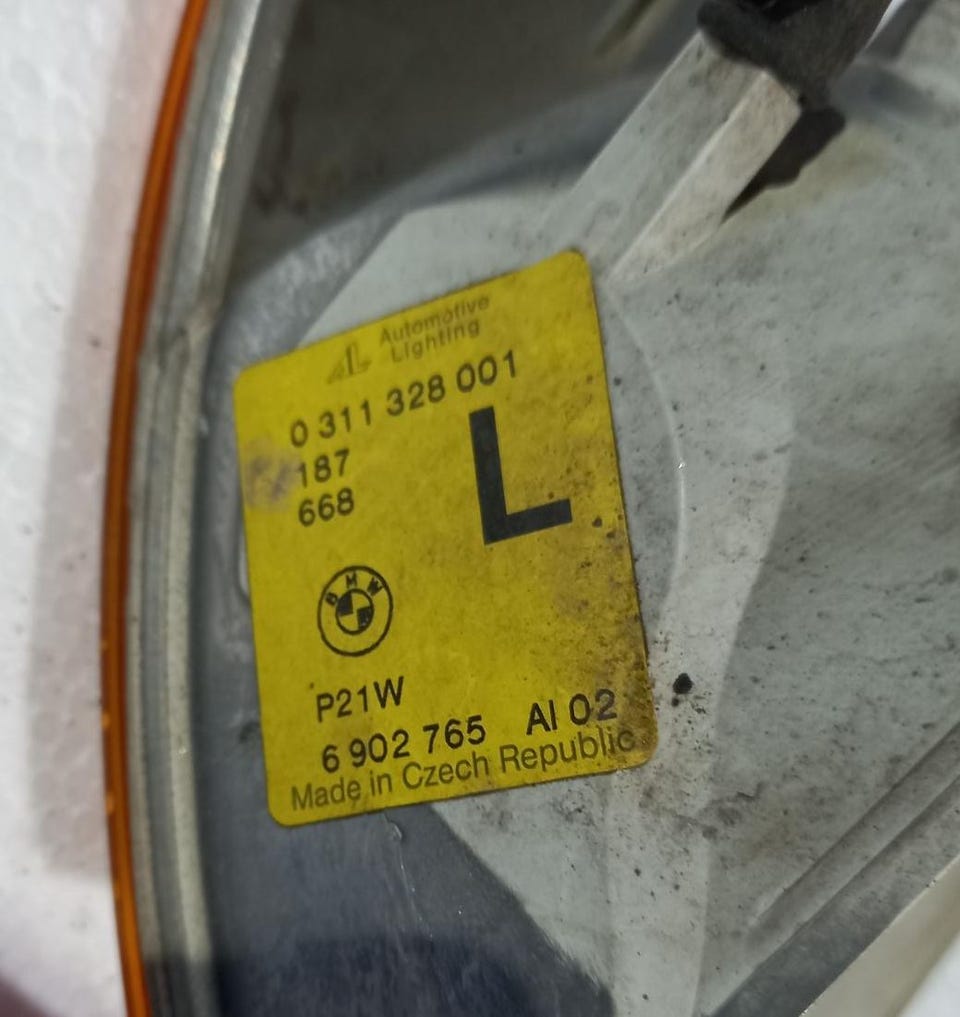 AL Automotive
Lighting
0 311 328 001
187
668
L
BMW
P21W
6 902 765 AI 02
Made in Czech Republic